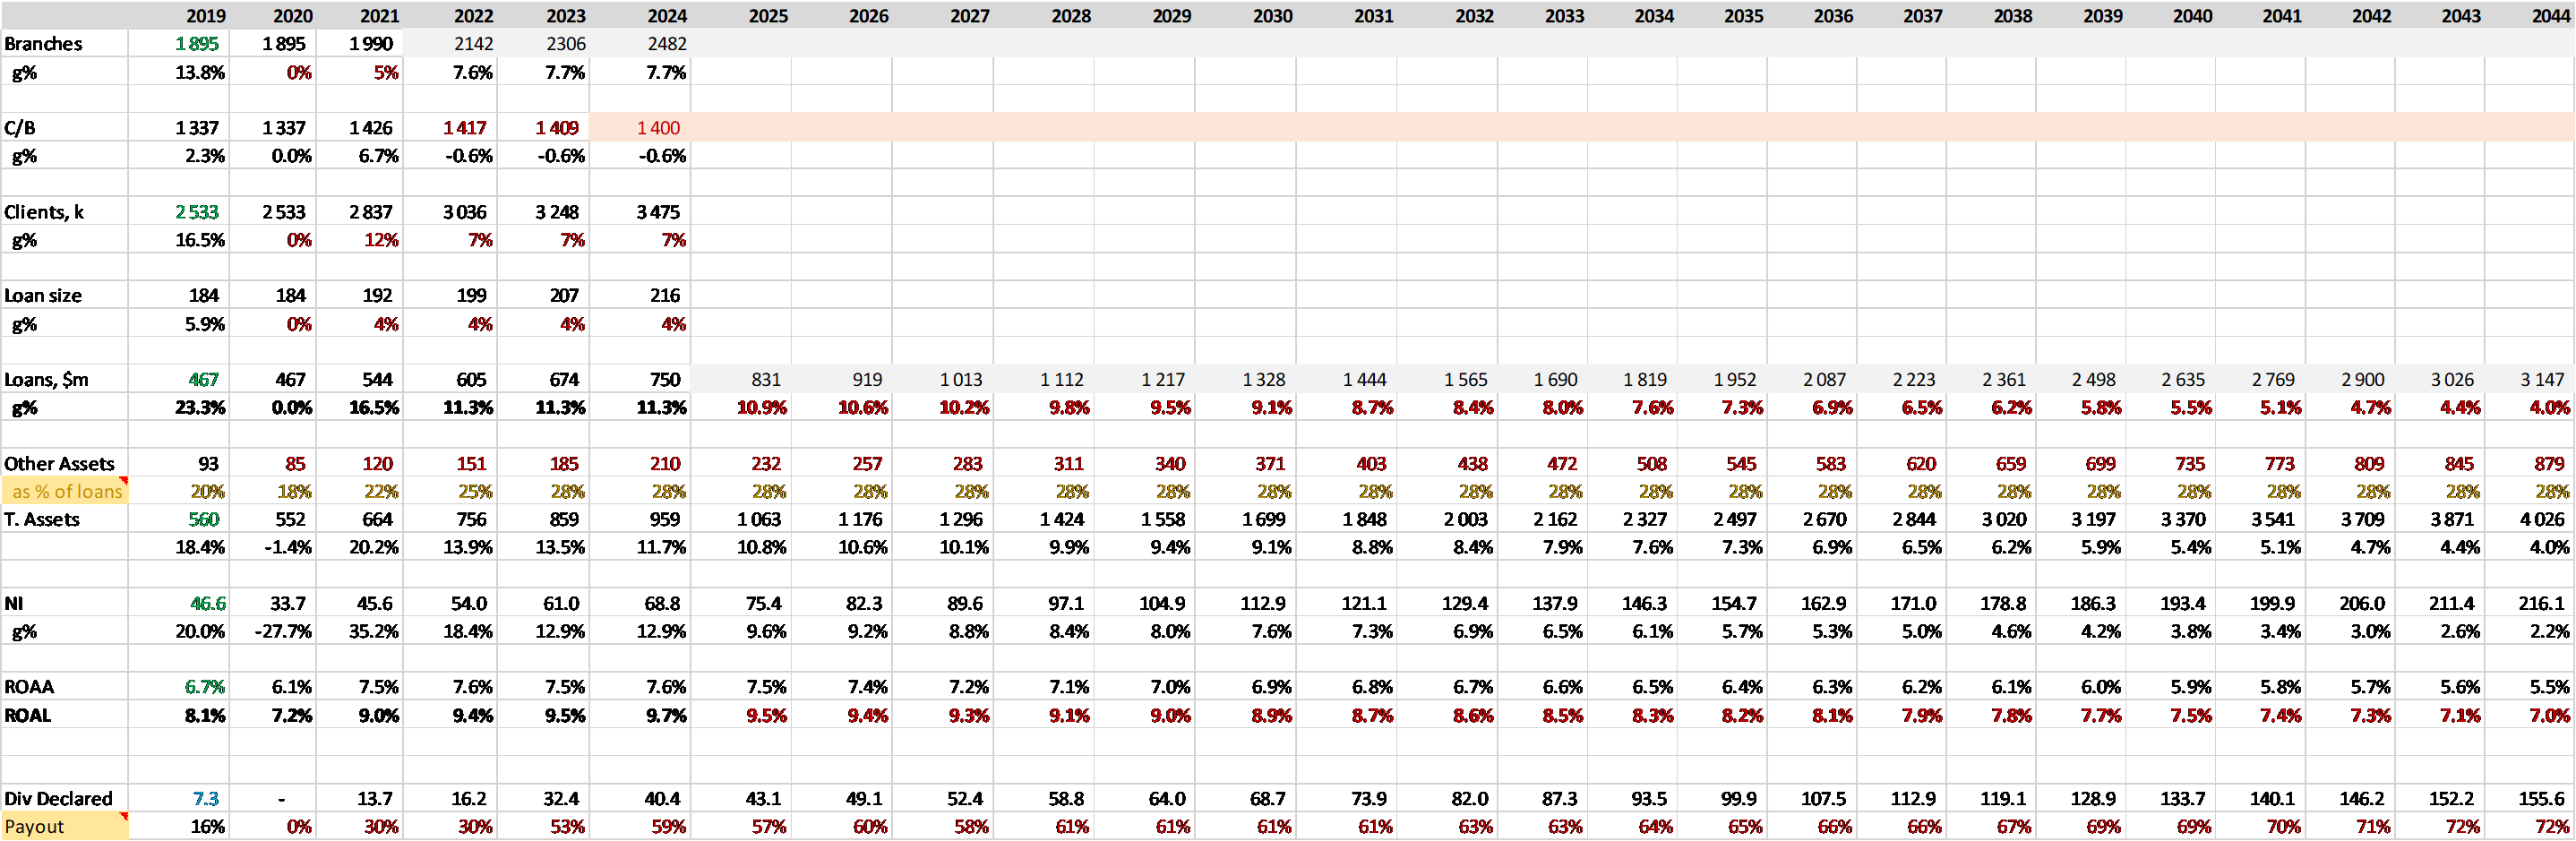 2019 2020 2021 2022 2023 2024 2025 2026 2027 2028 2029 2030 2031 2032 2033 2034 2035 2036 2037 2038 2039 2040 2041 2042 2043 2044
Branches 1 895 1 895 1 990 2142 2306 2482
g% 13.8% 0% 5% 7.6% 7.7% 7.7%
C/B 1 337 1 337 1 426 1 417 1 409 1 400
g% 2.3% 0.0% 6.7% -0.6% -0.6% -0.6%
Clients, k 2 533 2 533 2 837 3 036 3 248 3 475
g% 16.5% 0% 12% 7% 7% 7%
Loan size 184 184 192 199 207 216
g% 5.9% 0% 4% 4% 4% 4%
Loans, $m 467 467 544 605 674 750 831 919 1 013 1 112 1 217 1 328 1 444 1 565 1 690 1 819 1 952 2 087 2 223 2 361 2 498 2 635 2 769 2 900 3 026 3 147
g% 23.3% 0.0% 16.5% 11.3% 11.3% 11.3% 10.9% 10.6% 10.2% 9.8% 9.5% 9.1% 8.7% 8.4% 8.0% 7.6% 7.3% 6.9% 6.5% 6.2% 5.8% 5.5% 5.1% 4.7% 4.4% 4.0%
Other Assets 93 85 120 151 185 210 232 257 283 311 340 371 403 438 472 508 545 583 620 659 699 735 773 809 845 879
as % of loans 20% 18% 22% 25% 28% 28% 28% 28% 28% 28% 28% 28% 28% 28% 28% 28% 28% 28% 28% 28% 28% 28% 28% 28% 28% 28%
T. Assets 560 552 664 756 859 959 1 063 1 176 1 296 1 424 1 558 1 699 1 848 2 003 2 162 2 327 2 497 2 670 2 844 3 020 3 197 3 370 3 541 3 709 3 871 4 026
18.4% -1.4% 20.2% 13.9% 13.5% 11.7% 10.8% 10.6% 10.1% 9.9% 9.4% 9.1% 8.8% 8.4% 7.9% 7.6% 7.3% 6.9% 6.5% 6.2% 5.9% 5.4% 5.1% 4.7% 4.4% 4.0%
NI 46.6 33.7 45.6 54.0 61.0 68.8 75.4 82.3 89.6 97.1 104.9 112.9 121.1 129.4 137.9 146.3 154.7 162.9 171.0 178.8 186.3 193.4 199.9 206.0 211.4 216.1
g% 20.0% -27.7% 35.2% 18.4% 12.9% 12.9% 9.6% 9.2% 8.8% 8.4% 8.0% 7.6% 7.3% 6.9% 6.5% 6.1% 5.7% 5.3% 5.0% 4.6% 4.2% 3.8% 3.4% 3.0% 2.6% 2.2%
ROAA 6.7% 6.1% 7.5% 7.6% 7.5% 7.6% 7.5% 7.4% 7.2% 7.1% 7.0% 6.9% 6.8% 6.7% 6.6% 6.5% 6.4% 6.3% 6.2% 6.1% 6.0% 5.9% 5.8% 5.7% 5.6% 5.5%
ROAL 8.1% 7.2% 9.0% 9.4% 9.5% 9.7% 9.5% 9.4% 9.3% 9.1% 9.0% 8.9% 8.7% 8.6% 8.5% 8.3% 8.2% 8.1% 7.9% 7.8% 7.7% 7.5% 7.4% 7.3% 7.1% 7.0%
Div Declared 7.3 - 13.7 16.2 32.4 40.4 43.1 49.1 52.4 58.8 64.0 68.7 73.9 82.0 87.3 93.5 99.9 107.5 112.9 119.1 128.9 133.7 140.1 146.2 152.2 155.6
Payout 16% 0% 30% 30% 53% 59% 57% 60% 58% 61% 61% 61% 61% 63% 63% 64% 65% 66% 66% 67% 69% 69% 70% 71% 72% 72%